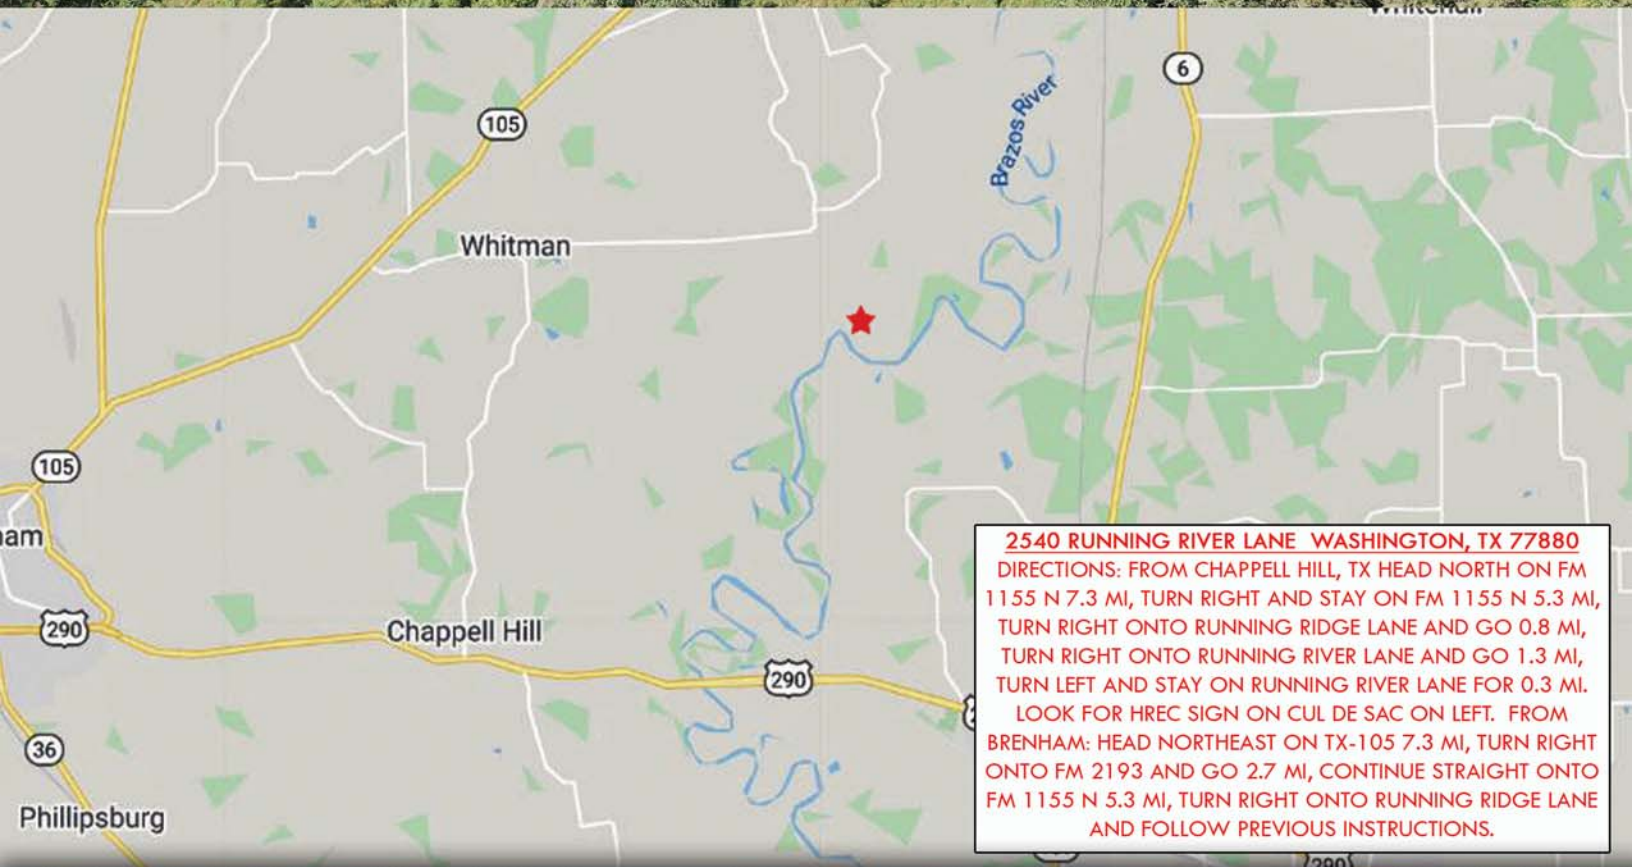 6
105
Brazos River
Whitman
105
am
290
Chappell Hill
290
36
Phillipsburg
2540 RUNNING RIVER LANE WASHINGTON, TX 77880
DIRECTIONS: FROM CHAPPELL HILL, TX HEAD NORTH ON FM
1155 N 7.3 MI, TURN RIGHT AND STAY ON FM 1155 N 5.3 MI,
TURN RIGHT ONTO RUNNING RIDGE LANE AND GO 0.8 MI,
TURN RIGHT ONTO RUNNING RIVER LANE AND GO 1.3 MI,
TURN LEFT AND STAY ON RUNNING RIVER LANE FOR 0.3 MI.
LOOK FOR HREC SIGN ON CUL DE SAC ON LEFT. FROM
BRENHAM: HEAD NORTHEAST ON TX-105 7.3 MI, TURN RIGHT
ONTO FM 2193 AND GO 2.7 MI, CONTINUE STRAIGHT ONTO
FM 1155 N 5.3 MI, TURN RIGHT ONTO RUNNING RIDGE LANE
AND FOLLOW PREVIOUS INSTRUCTIONS.
290